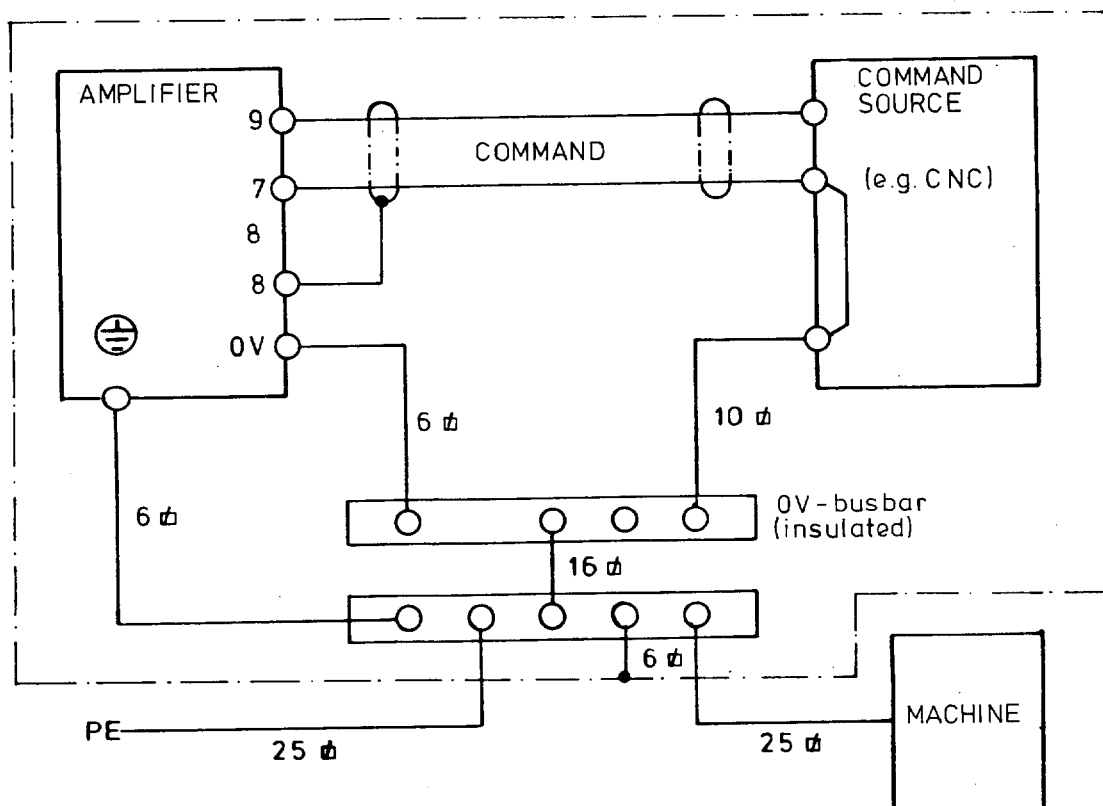 AMPLIFIER
COMMAND
SOURCE
(e.g. CNC)
9
COMMAND
7
8
8
0V
6 ⌀
10 ⌀
6 ⌀
0V-busbar
(insulated)
16 ⌀
6 ⌀
PE
25 ⌀
25 ⌀
MACHINE